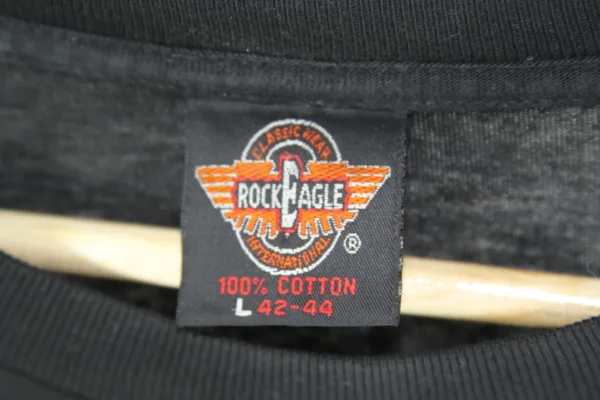 CLASSIC WEAR
ROCK EAGLE
INTERNATIONAL
®
100% COTTON
L 42-44